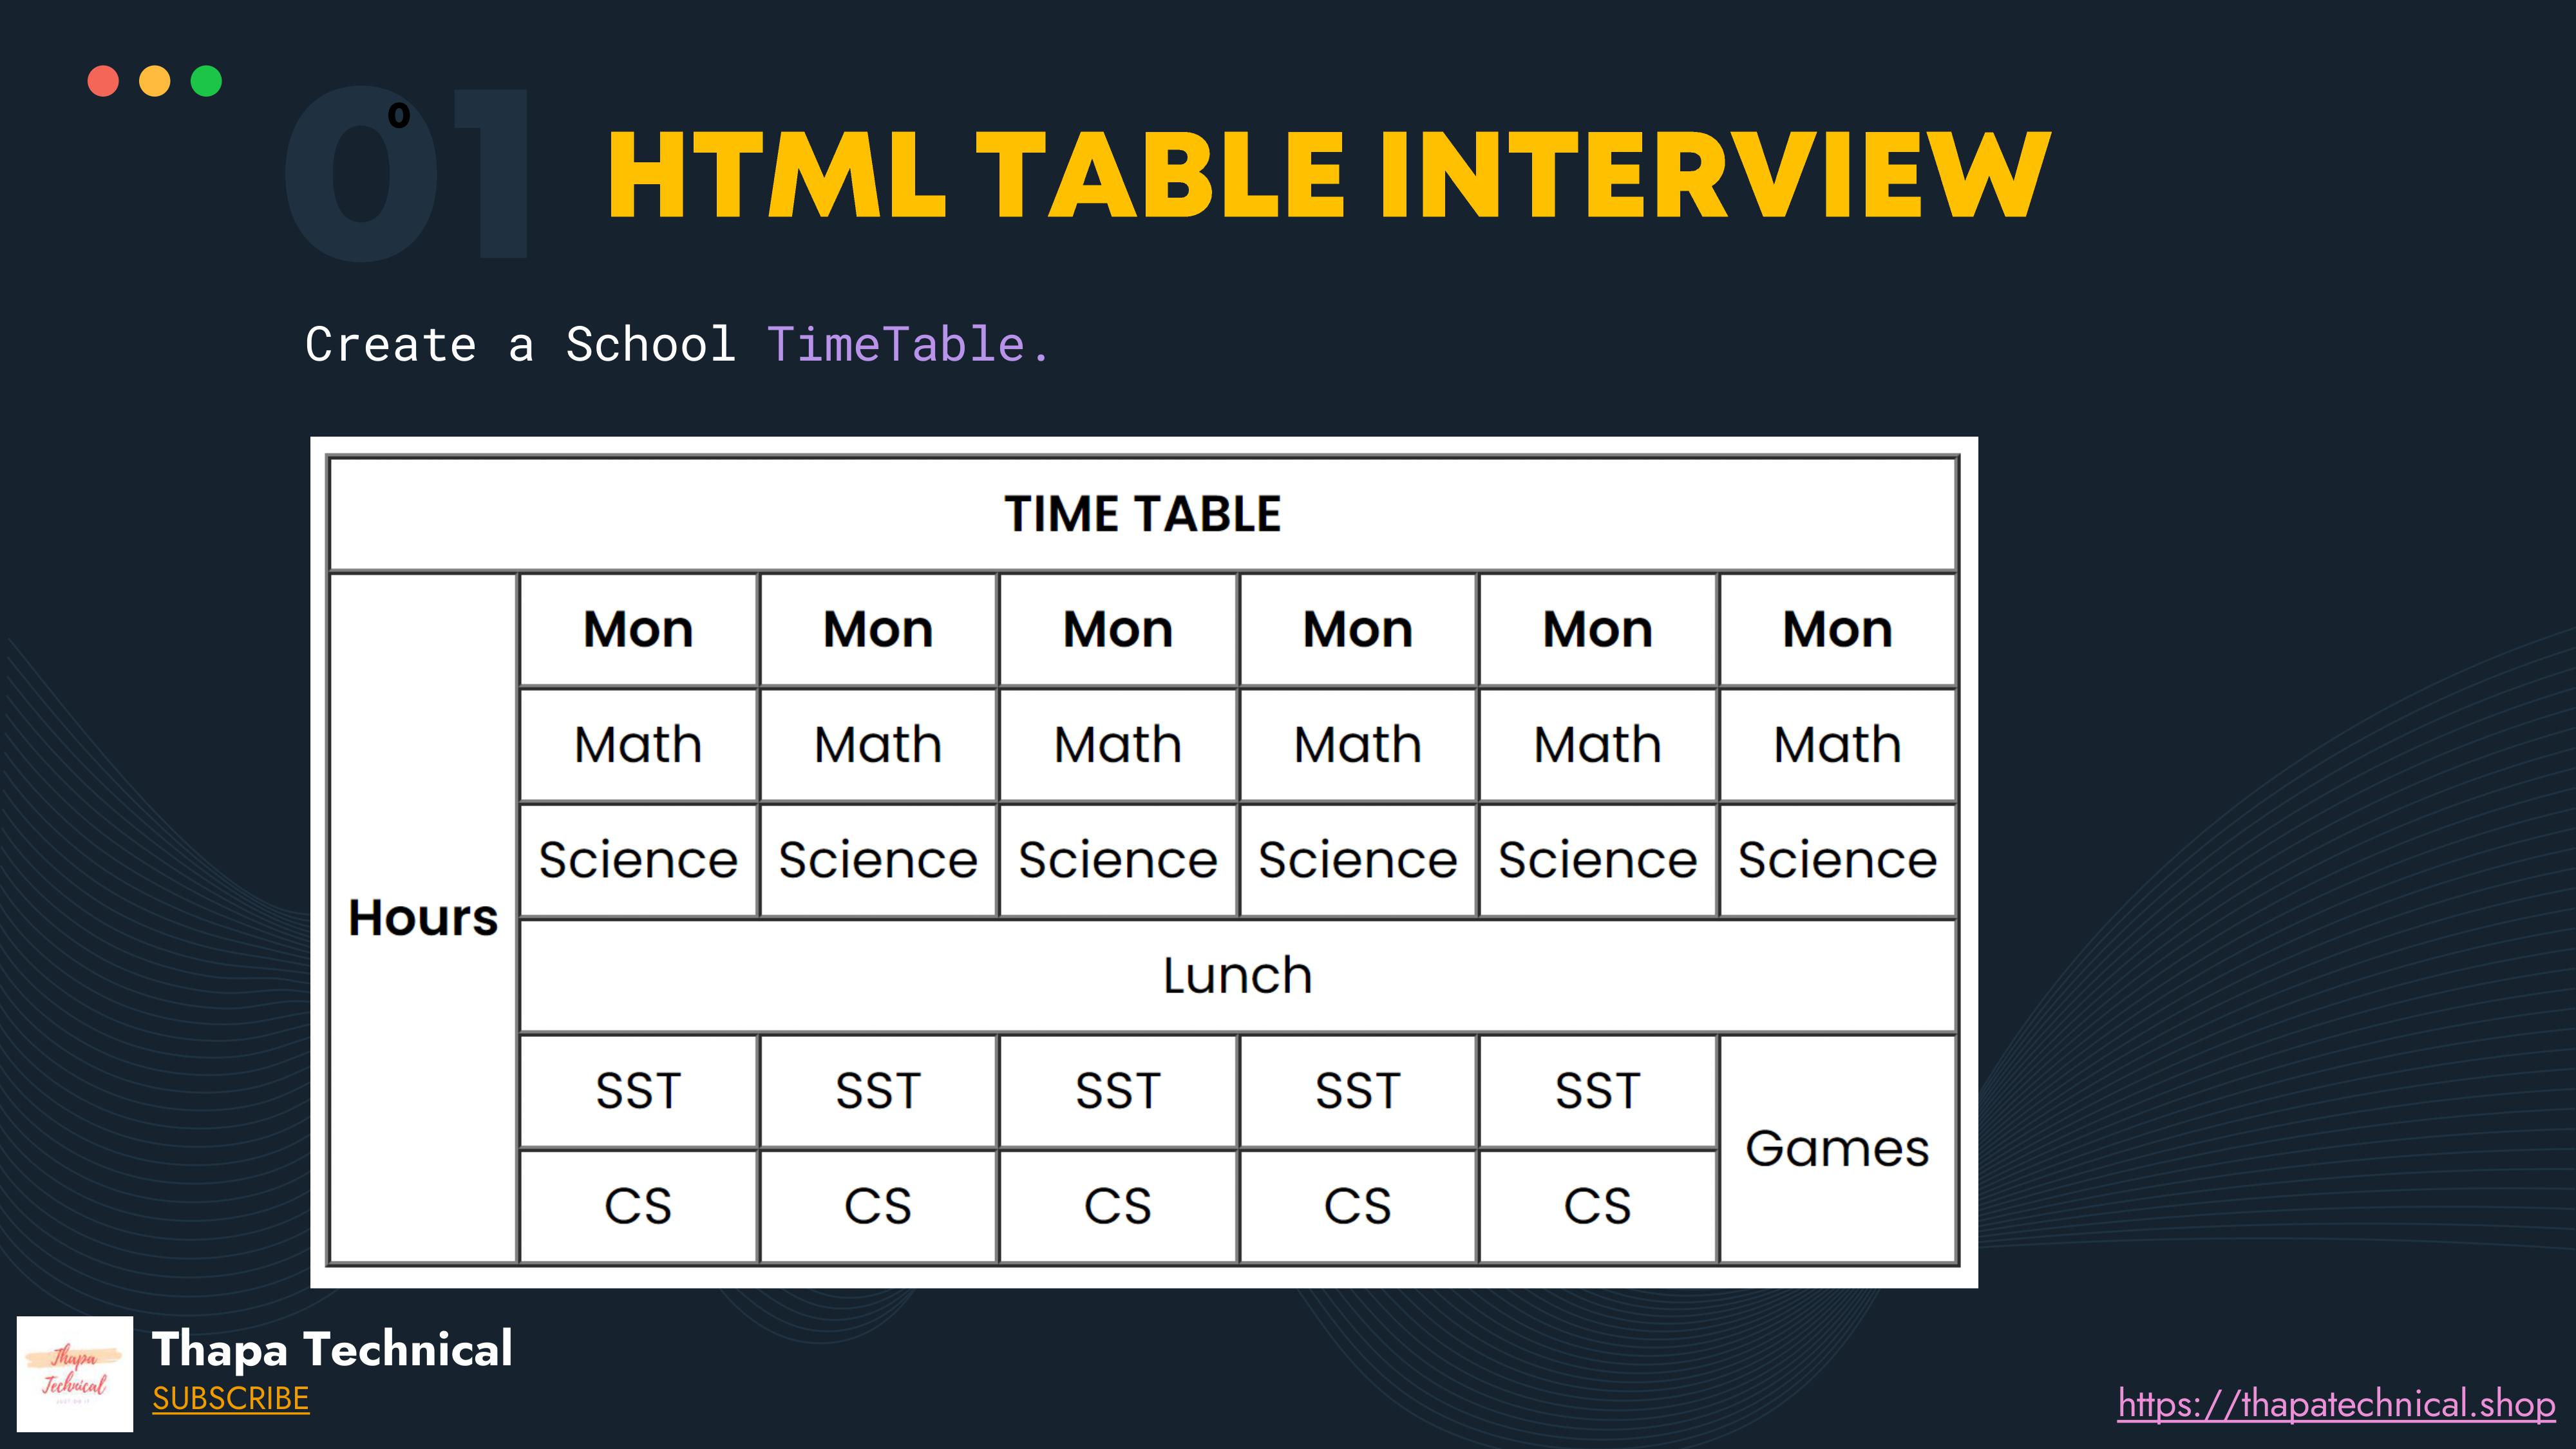 01
0
HTML TABLE INTERVIEW
Create a School TimeTable.
TIME TABLE
Mon Mon Mon Mon Mon Mon
Math Math Math Math Math Math
Science Science Science Science Science Science
Hours
Lunch
SST SST SST SST SST
Games
CS CS CS CS CS
Thapa
Technical
Thapa Technical
SUBSCRIBE
https://thapatechnical.shop